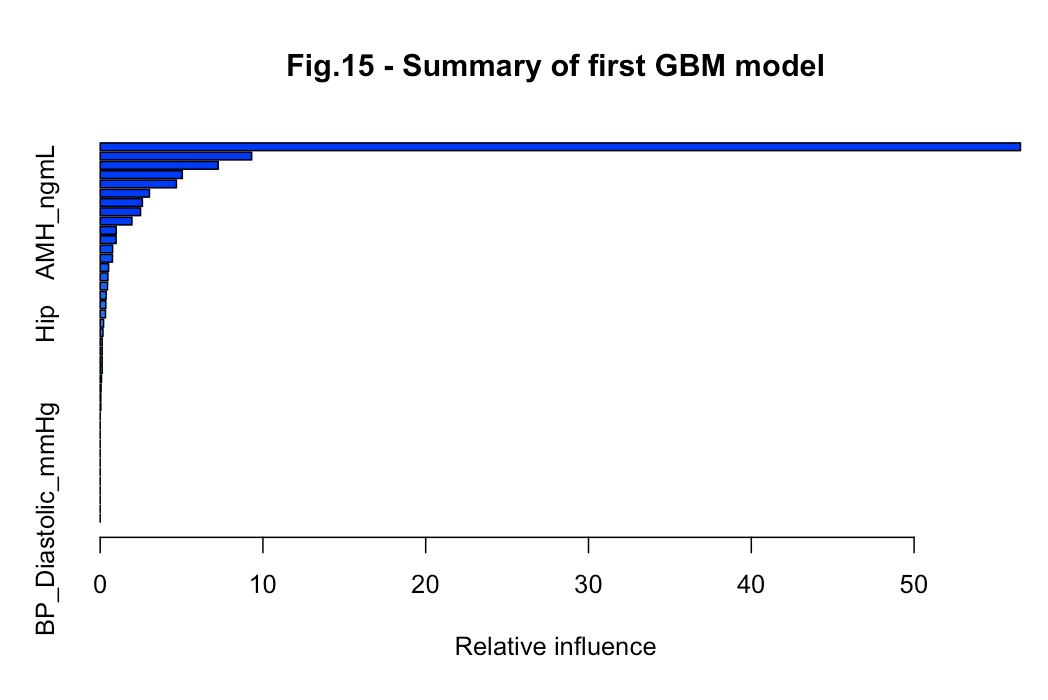 Fig.15 - Summary of first GBM model
AMH_ngmL
Hip
BP_Diastolic_mmHg
0 10 20 30 40 50
Relative influence